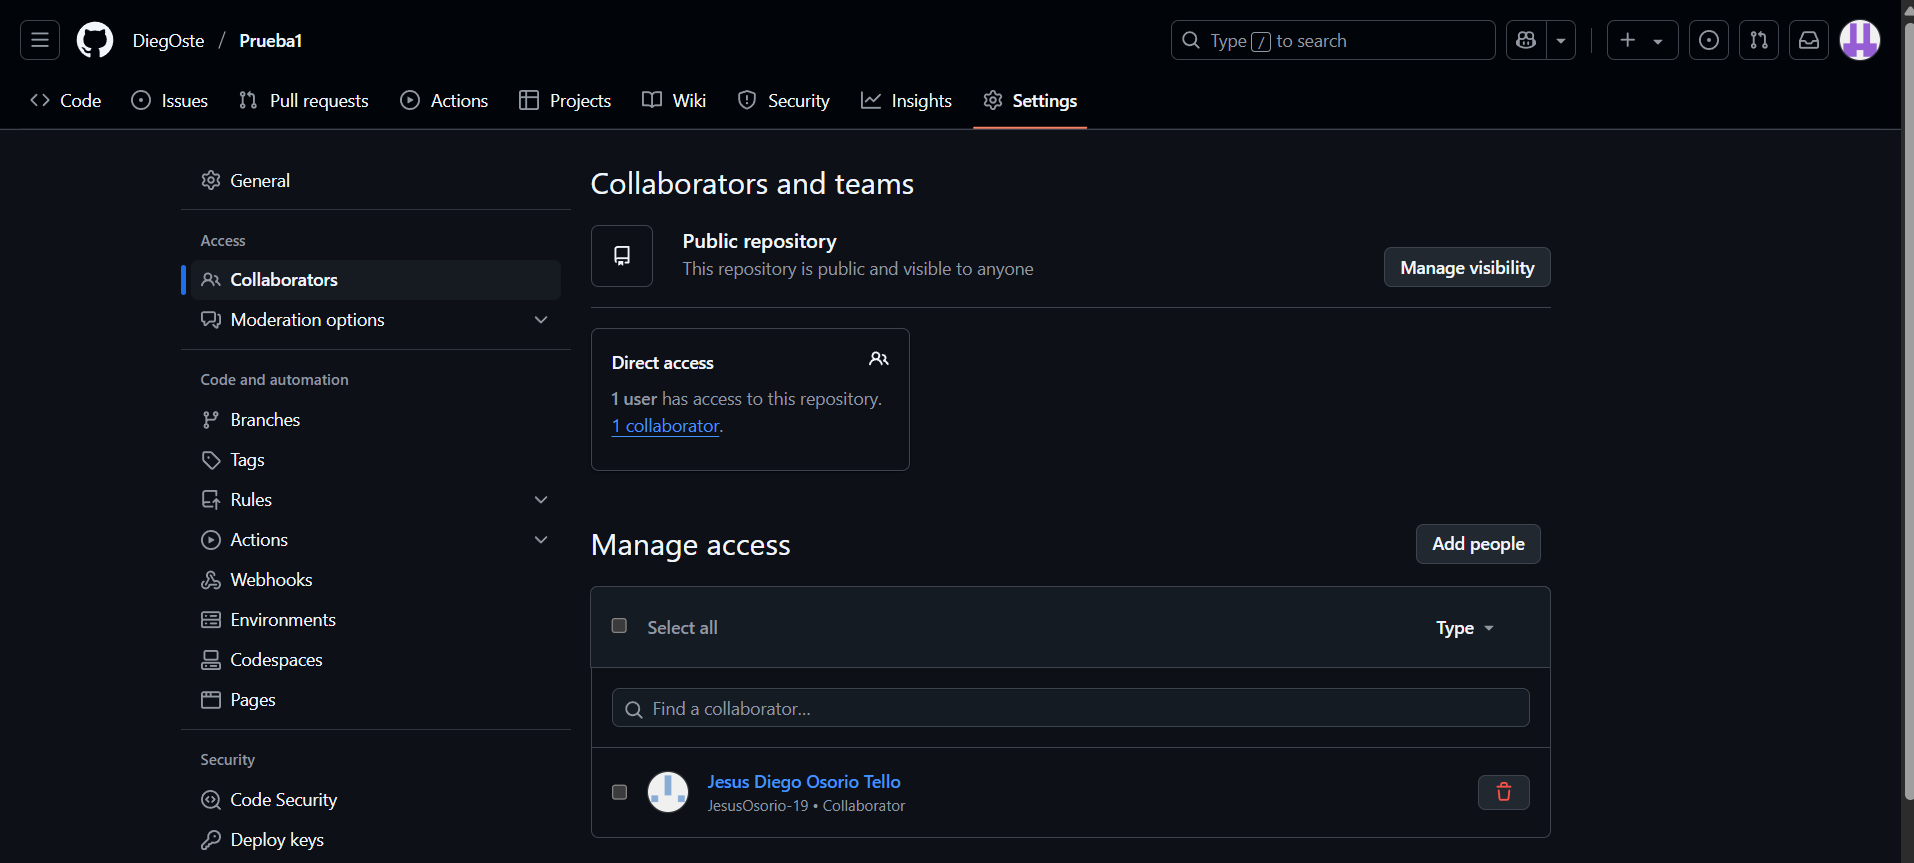 DiegOste / Prueba1
Type / to search
Code Issues Pull requests Actions Projects Wiki Security Insights Settings
General
Access
Collaborators
Moderation options
Code and automation
Branches
Tags
Rules
Actions
Webhooks
Environments
Codespaces
Pages
Security
Code Security
Deploy keys
Collaborators and teams
Public repository
This repository is public and visible to anyone
Manage visibility
Direct access
1 user has access to this repository.
1 collaborator.
Manage access
Add people
Select all
Type
Find a collaborator...
Jesus Diego Osorio Tello
JesusOsorio-19 • Collaborator